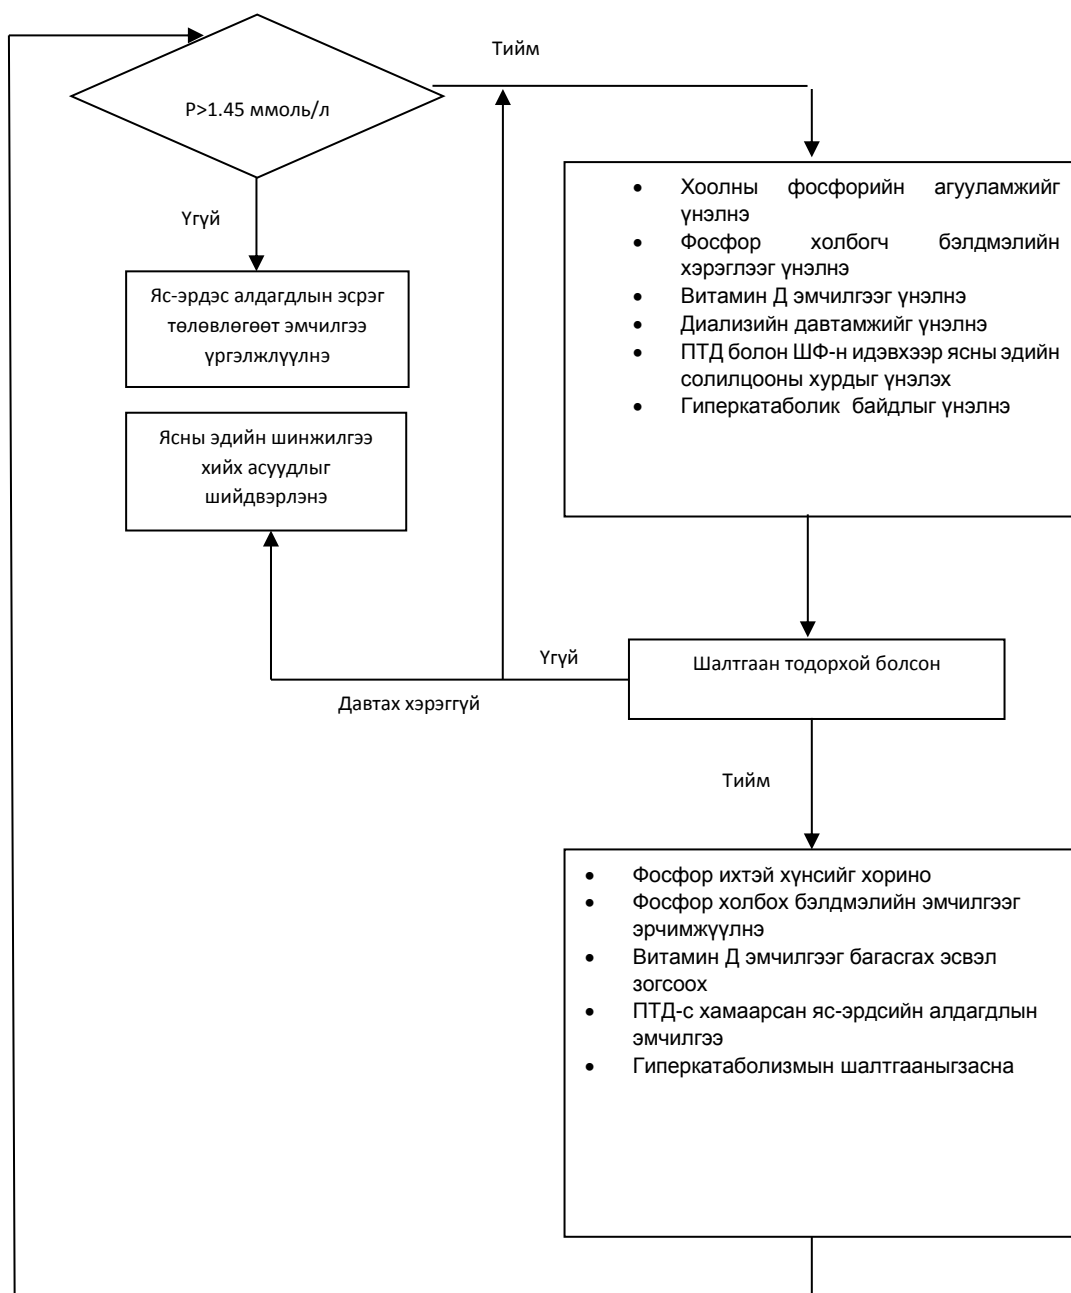 Тийм
P>1.45 ммоль/л
Үгүй
Яс-эрдэс алдагдлын эсрэг
төлөвлөгөөт эмчилгээ
үргэлжлүүлнэ
Ясны эдийн шинжилгээ
хийх асуудлыг
шийдвэрлэнэ
• Хоолны фосфорийн агууламжийг
үнэлнэ
• Фосфор холбогч бэлдмэлийн
хэрэглээг үнэлнэ
• Витамин Д эмчилгээг үнэлнэ
• Диализийн давтамжийг үнэлнэ
• ПТД болон ШФ-н идэвхээр ясны эдийн
солилцооны хурдыг үнэлэх
• Гиперкатаболик байдлыг үнэлнэ
Үгүй
Шалтгаан тодорхой болсон
Давтах хэрэггүй
Тийм
• Фосфор ихтэй хүнсийг хорино
• Фосфор холбох бэлдмэлийн эмчилгээг
эрчимжүүлнэ
• Витамин Д эмчилгээг багасгах эсвэл
зогсоох
• ПТД-с хамаарсан яс-эрдсийн алдагдлын
эмчилгээ
• Гиперкатаболизмын шалтгааныгзасна